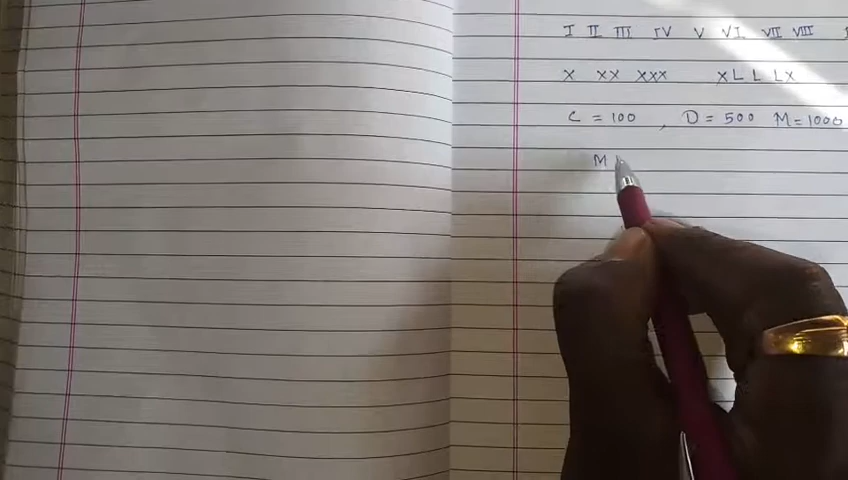 I II III IV V VI VII VIII
X XX XXX XL L LX
C = 100 , D = 500 M = 1000
M